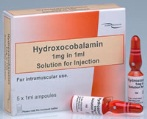 Hydroxocobalamin
1mg in 1ml
Solution for Injection
For intramuscular use.
5 x 1ml ampoules